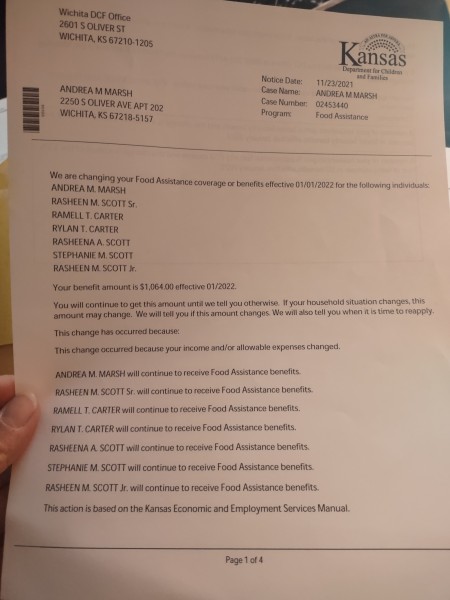 Wichita DCF Office
2601 S OLIVER ST
WICHITA, KS 67210-1205
Kansas
Department for Children
and Families
Notice Date: 11/23/2021
Case Name: ANDREA M MARSH
Case Number: 02453440
Program: Food Assistance
ANDREA M MARSH
2250 S OLIVER AVE APT 202
WICHITA, KS 67218-5157
We are changing your Food Assistance coverage or benefits effective 01/01/2022 for the following individuals:
ANDREA M. MARSH
RASHEEN M. SCOTT Sr.
RAMELL T. CARTER
RYLAN T. CARTER
RASHEENA A. SCOTT
STEPHANIE M. SCOTT
RASHEEN M. SCOTT Jr.
Your benefit amount is $1,064.00 effective 01/2022.
You will continue to get this amount until we tell you otherwise. If your household situation changes, this
amount may change. We will tell you if this amount changes. We will also tell you when it is time to reapply.
This change has occurred because:
This change occurred because your income and/or allowable expenses changed.
ANDREA M. MARSH will continue to receive Food Assistance benefits.
RASHEEN M. SCOTT Sr. will continue to receive Food Assistance benefits.
RAMELL T. CARTER will continue to receive Food Assistance benefits.
RYLAN T. CARTER will continue to receive Food Assistance benefits.
RASHEENA A. SCOTT will continue to receive Food Assistance benefits.
STEPHANIE M. SCOTT will continue to receive Food Assistance benefits.
RASHEEN M. SCOTT Jr. will continue to receive Food Assistance benefits.
This action is based on the Kansas Economic and Employment Services Manual.
Page 1 of 4